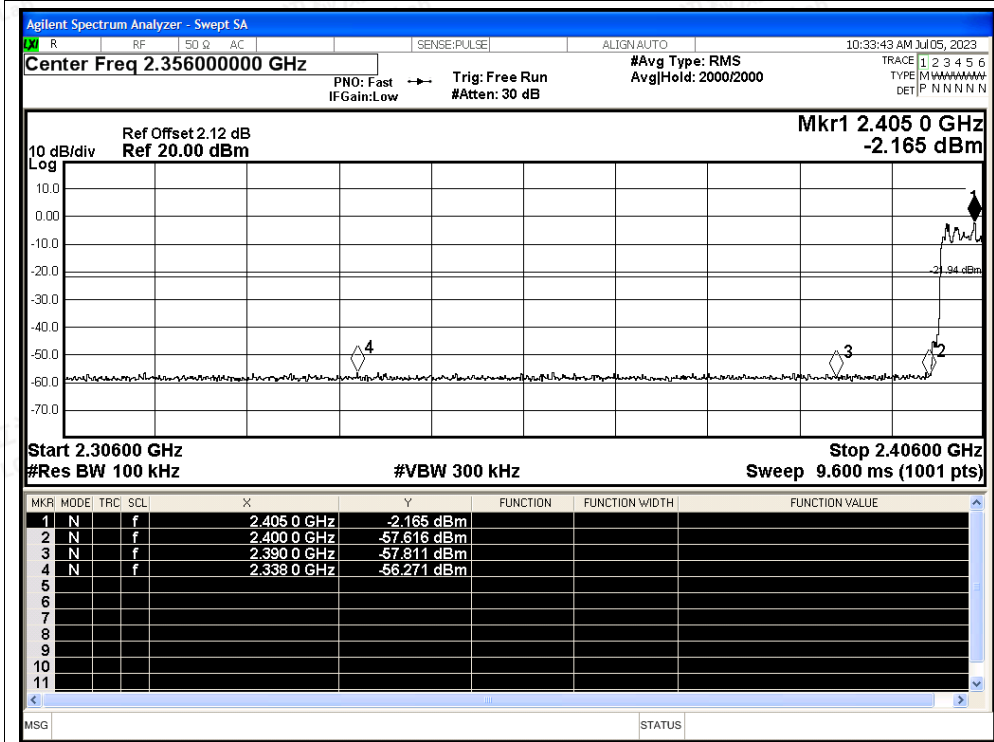 Agilent Spectrum Analyzer - Swept SA
LXI R RF 50 Ω AC SENSE:PULSE ALIGN AUTO 10:33:43 AM Jul 05, 2023
Center Freq 2.356000000 GHz #Avg Type: RMS TRACE 1 2 3 4 5 6
PNO: Fast Trig: Free Run Avg|Hold: 2000/2000 TYPE M WWWWW
IFGain:Low #Atten: 30 dB DET P N N N N N
Ref Offset 2.12 dB Mkr1 2.405 0 GHz
10 dB/div Ref 20.00 dBm -2.165 dBm
Log
1
10.0
0.00
-10.0
-20.0
-21.94 dBm
-30.0
-40.0
-50.0
4 3 2
-60.0
-70.0
Start 2.30600 GHz Stop 2.40600 GHz
#Res BW 100 kHz #VBW 300 kHz Sweep 9.600 ms (1001 pts)
MKR MODE TRC SCL X Y FUNCTION FUNCTION WIDTH FUNCTION VALUE
1 N f 2.405 0 GHz -2.165 dBm
2 N f 2.400 0 GHz -57.616 dBm
3 N f 2.390 0 GHz -57.811 dBm
4 N f 2.338 0 GHz -56.271 dBm
5
6
7
8
9
10
11
MSG STATUS